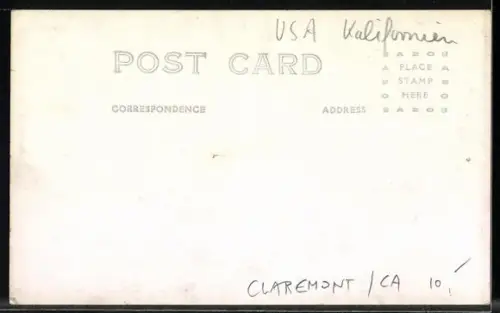 USA Kalifornien
POST CARD
PLACE
STAMP
HERE
CORRESPONDENCE ADDRESS
CLAREMONT / CA 10,-